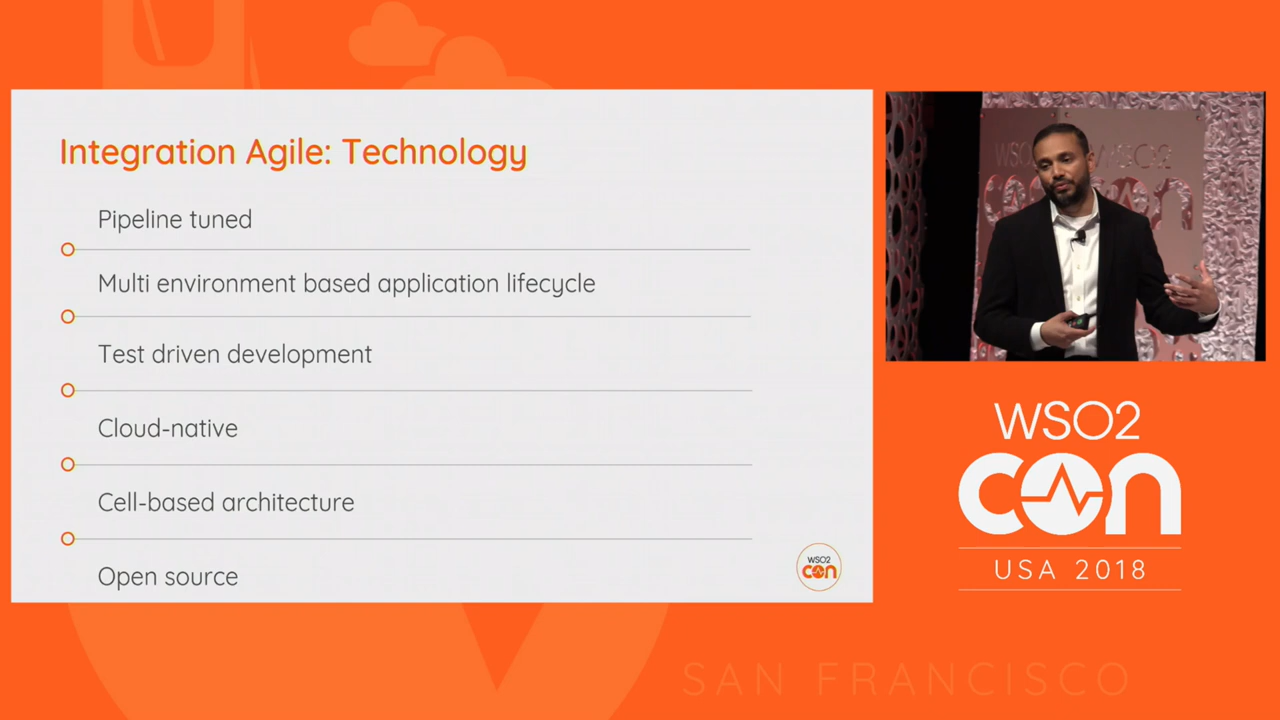 Integration Agile: Technology
Pipeline tuned
Multi environment based application lifecycle
Test driven development
Cloud-native
Cell-based architecture
Open source
WSO2
con
WSO2
con
USA 2018
SAN FRANCISCO